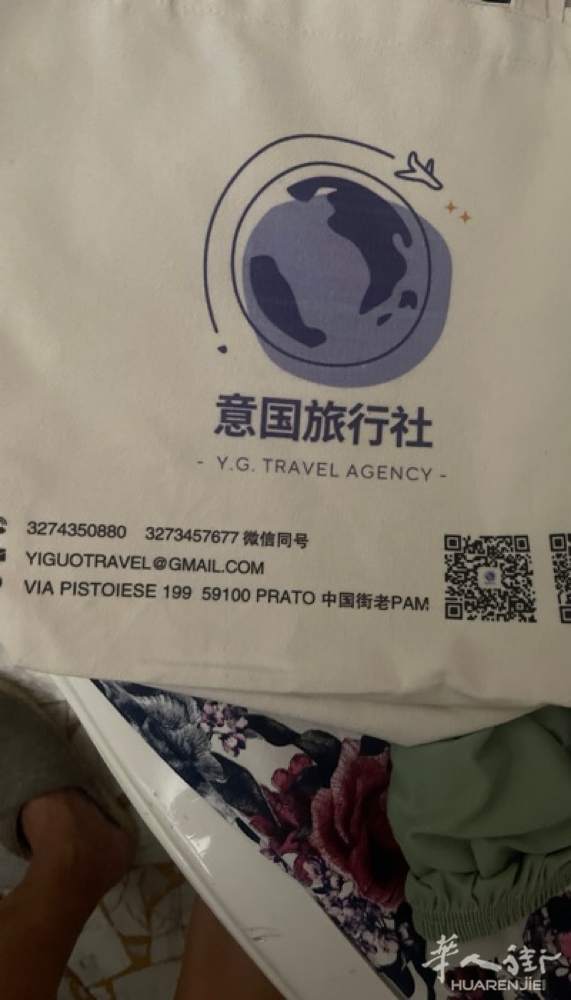 意国旅行社
- Y.G. TRAVEL AGENCY -
3274350880 3273457677 微信同号
YIGUOTRAVEL@GMAIL.COM
VIA PISTOIESE 199 59100 PRATO 中国街老PAM
華人街
HUARENJIE